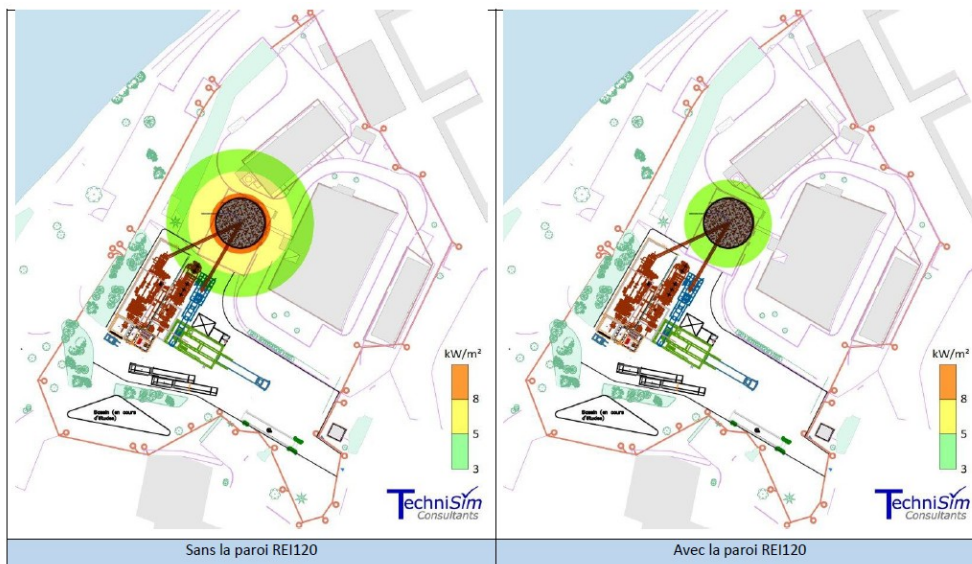 kW/m²
8
5
3
Bassin (en cours
d'études)
TechniSim
Consultants
Sans la paroi REI120
kW/m²
8
5
3
Bassin (en cours
d'études)
TechniSim
Consultants
Avec la paroi REI120